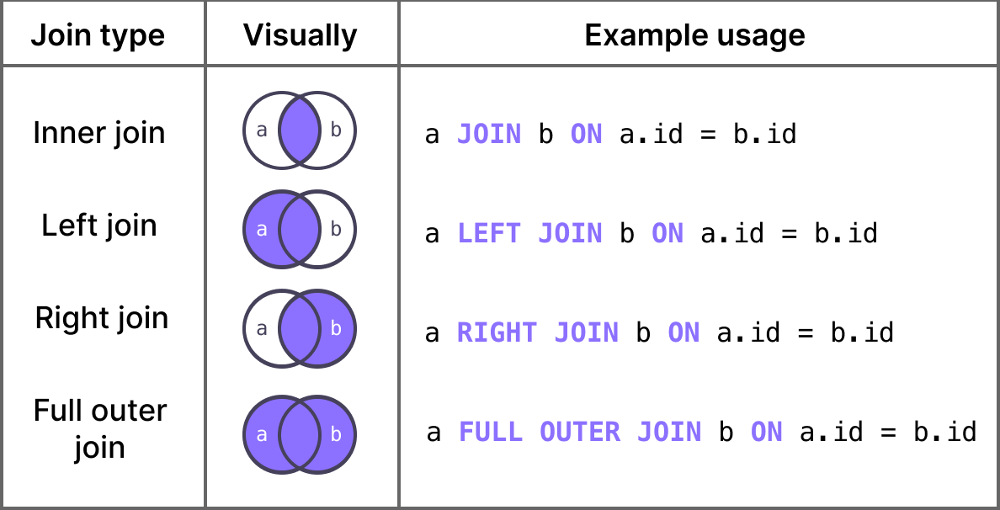 Join type Visually Example usage
Inner join a b a JOIN b ON a.id = b.id
Left join a b a LEFT JOIN b ON a.id = b.id
Right join a b a RIGHT JOIN b ON a.id = b.id
Full outer
join a b a FULL OUTER JOIN b ON a.id = b.id